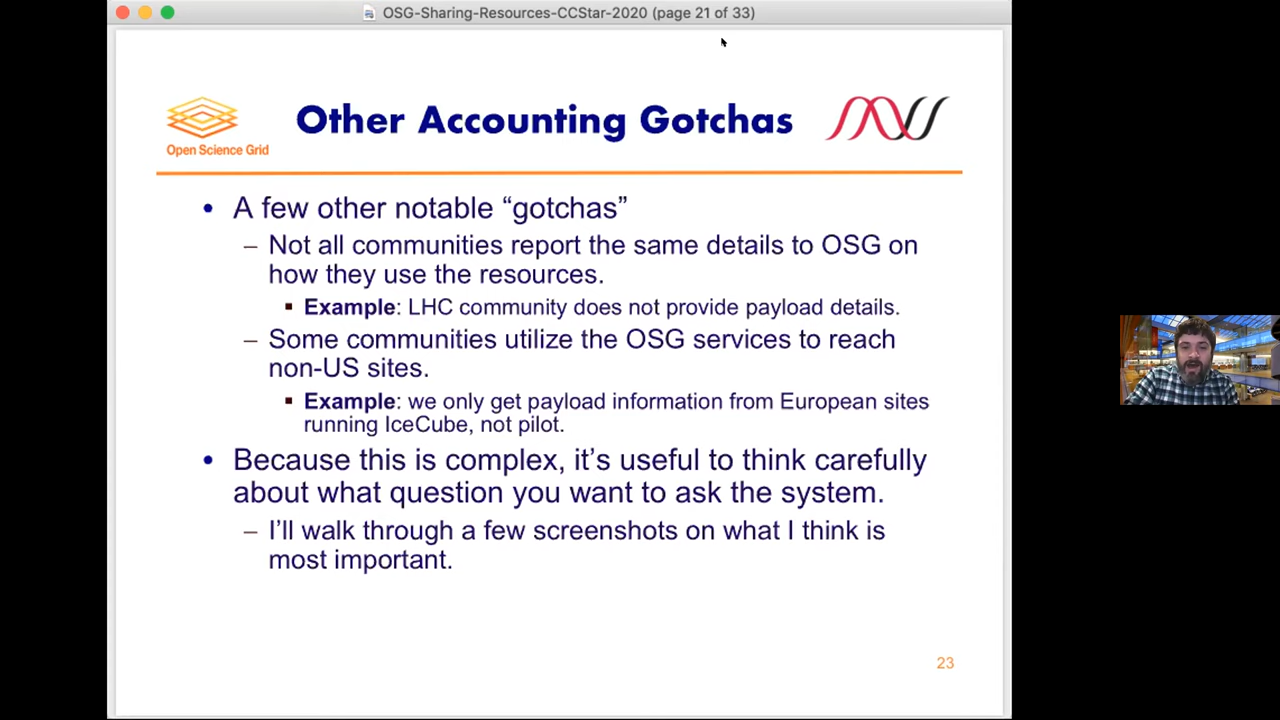 OSG-Sharing-Resources-CCStar-2020 (page 21 of 33)
Open Science Grid
Other Accounting Gotchas
• A few other notable “gotchas”
– Not all communities report the same details to OSG on
how they use the resources.
▪ Example: LHC community does not provide payload details.
– Some communities utilize the OSG services to reach
non-US sites.
▪ Example: we only get payload information from European sites
running IceCube, not pilot.
• Because this is complex, it’s useful to think carefully
about what question you want to ask the system.
– I’ll walk through a few screenshots on what I think is
most important.
23